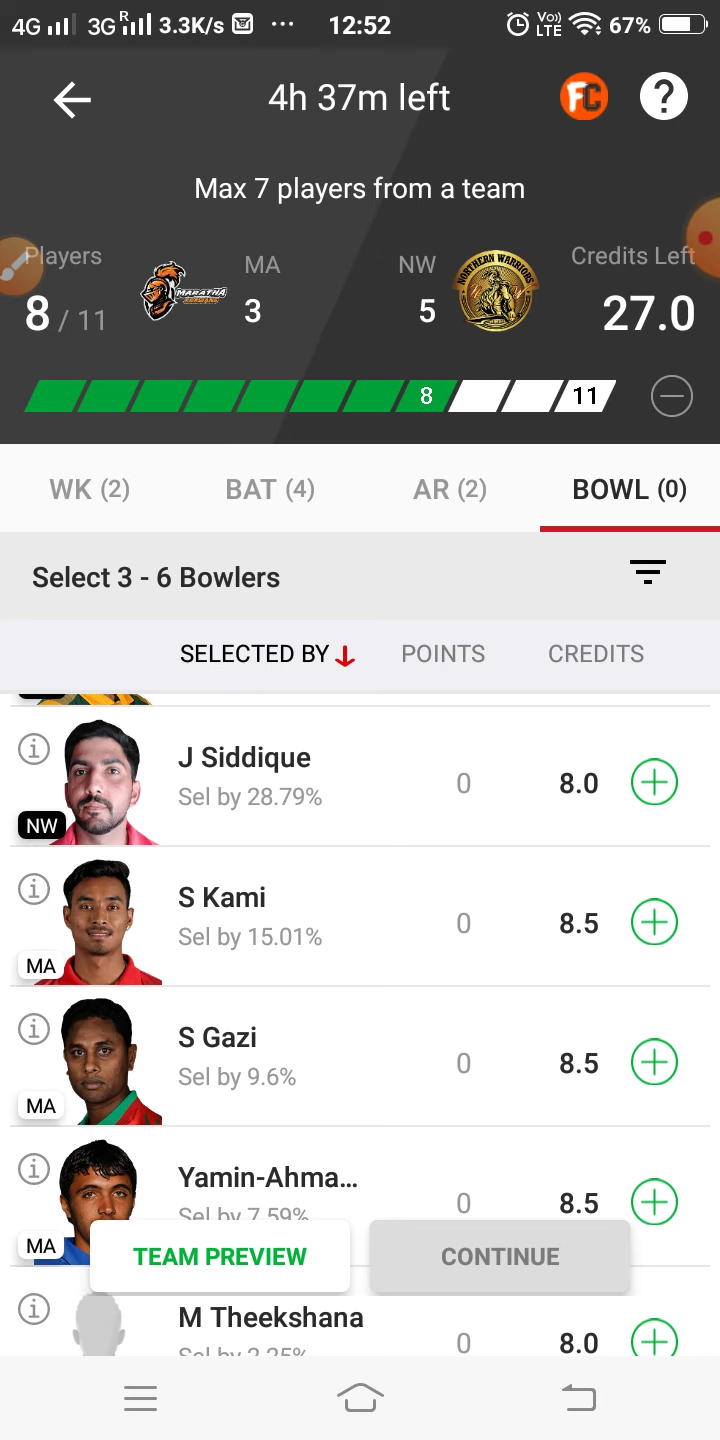 4G 3G R 3.3K/s ... 12:52 Vo) LTE 67%
4h 37m left FC ?
Max 7 players from a team
Players MA NW Credits Left
MARATHA
NORTHERN WARRIORS
8 / 11 3 5 27.0
8 11
WK (2) BAT (4) AR (2) BOWL (0)
Select 3 - 6 Bowlers
SELECTED BY POINTS CREDITS
J Siddique
Sel by 28.79% 0 8.0
NW
S Kami
Sel by 15.01% 0 8.5
MA
S Gazi
Sel by 9.6% 0 8.5
MA
Yamin-Ahma...
Sel by 7.59% 0 8.5
MA
TEAM PREVIEW CONTINUE
M Theekshana
Sel by 2.25% 0 8.0